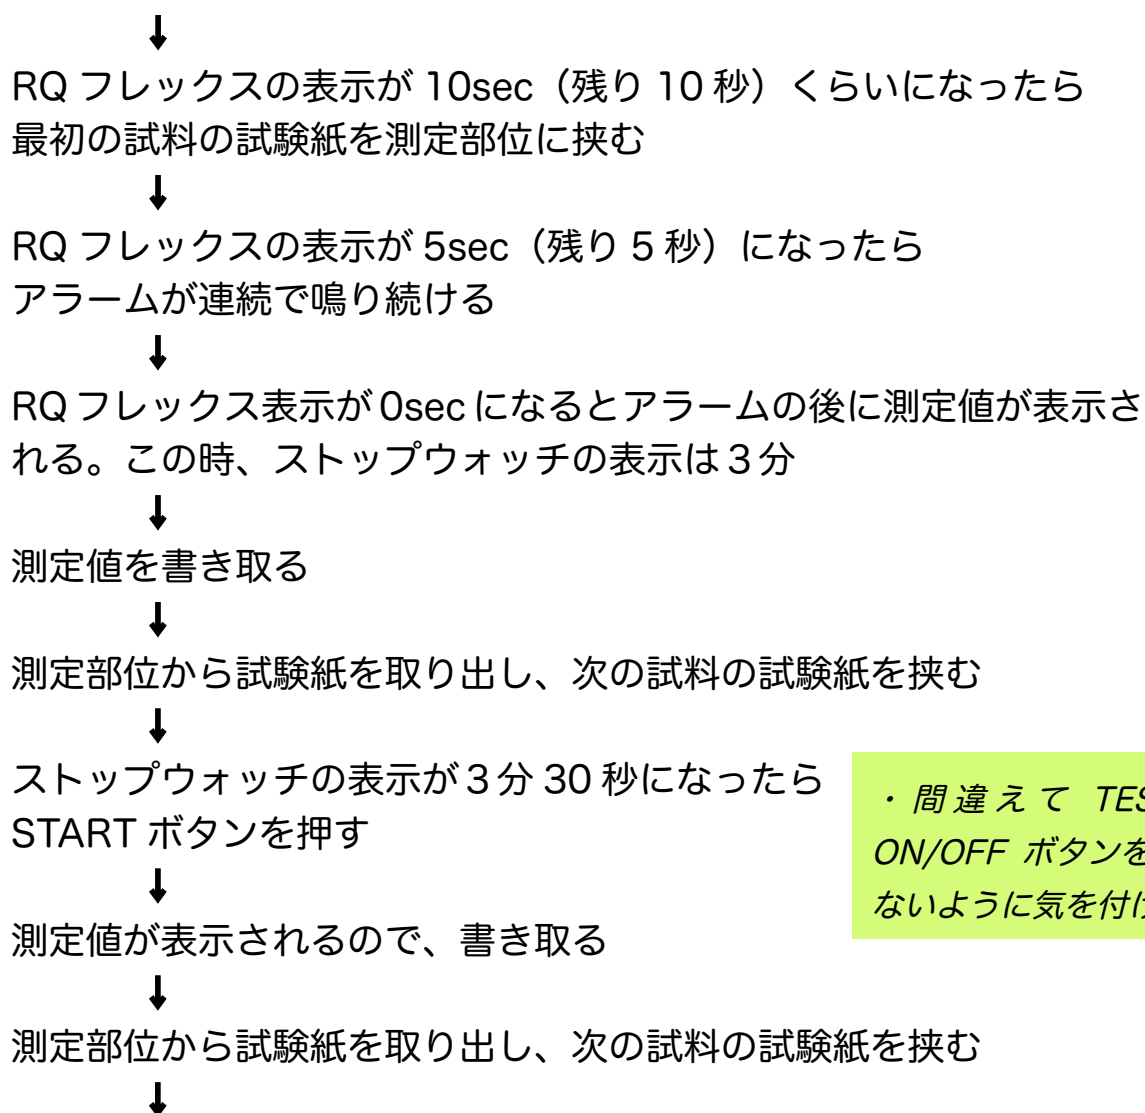 ↓
RQ フレックスの表示が 10sec（残り 10 秒）くらいになったら
最初の試料の試験紙を測定部位に挟む
↓
RQ フレックスの表示が 5sec（残り 5 秒）になったら
アラームが連続で鳴り続ける
↓
RQ フレックス表示が 0sec になるとアラームの後に測定値が表示さ
れる。この時、ストップウォッチの表示は３分
↓
測定値を書き取る
↓
測定部位から試験紙を取り出し、次の試料の試験紙を挟む
↓
ストップウォッチの表示が３分 30 秒になったら
START ボタンを押す
・間違えて TES
ON/OFF ボタンを
ないように気を付け
↓
測定値が表示されるので、書き取る
↓
測定部位から試験紙を取り出し、次の試料の試験紙を挟む
↓